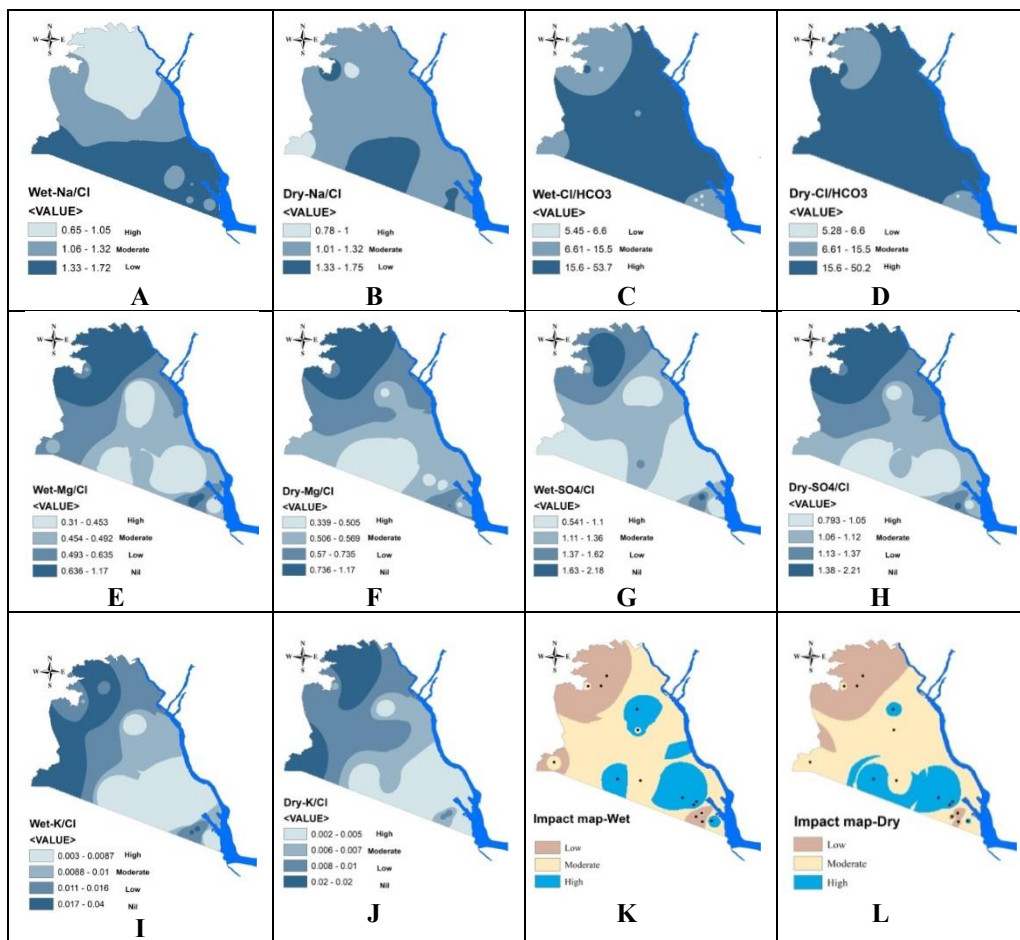 N
W E
S
Wet-Na/Cl
<VALUE>
0.65 - 1.05 High
1.06 - 1.32 Moderate
1.33 - 1.72 Low
A
N
W E
S
Dry-Na/Cl
<VALUE>
0.78 - 1 High
1.01 - 1.32 Moderate
1.33 - 1.75 Low
B
N
W E
S
Wet-Cl/HCO3
<VALUE>
5.45 - 6.6 Low
6.61 - 15.5 Moderate
15.6 - 53.7 High
C
N
W E
S
Dry-Cl/HCO3
<VALUE>
5.28 - 6.6 Low
6.61 - 15.5 Moderate
15.6 - 50.2 High
D
N
W E
S
Wet-Mg/Cl
<VALUE>
0.31 - 0.453 High
0.454 - 0.492 Moderate
0.493 - 0.635 Low
0.636 - 1.17 Nil
E
N
W E
S
Dry-Mg/Cl
<VALUE>
0.339 - 0.505 High
0.506 - 0.569 Moderate
0.57 - 0.735 Low
0.736 - 1.17 Nil
F
N
W E
S
Wet-SO4/Cl
<VALUE>
0.541 - 1.1 High
1.11 - 1.36 Moderate
1.37 - 1.62 Low
1.63 - 2.18 Nil
G
N
W E
S
Dry-SO4/Cl
<VALUE>
0.793 - 1.05 High
1.06 - 1.12 Moderate
1.13 - 1.37 Low
1.38 - 2.21 Nil
H
N
W E
S
Wet-K/Cl
<VALUE>
0.003 - 0.0087 High
0.0088 - 0.01 Moderate
0.011 - 0.016 Low
0.017 - 0.04 Nil
I
N
W E
S
Dry-K/Cl
<VALUE>
0.002 - 0.005 High
0.006 - 0.007 Moderate
0.008 - 0.01 Low
0.02 - 0.02 Nil
J
N
W E
S
Impact map-Wet
Low
Moderate
High
K
N
W E
S
Impact map-Dry
Low
Moderate
High
L